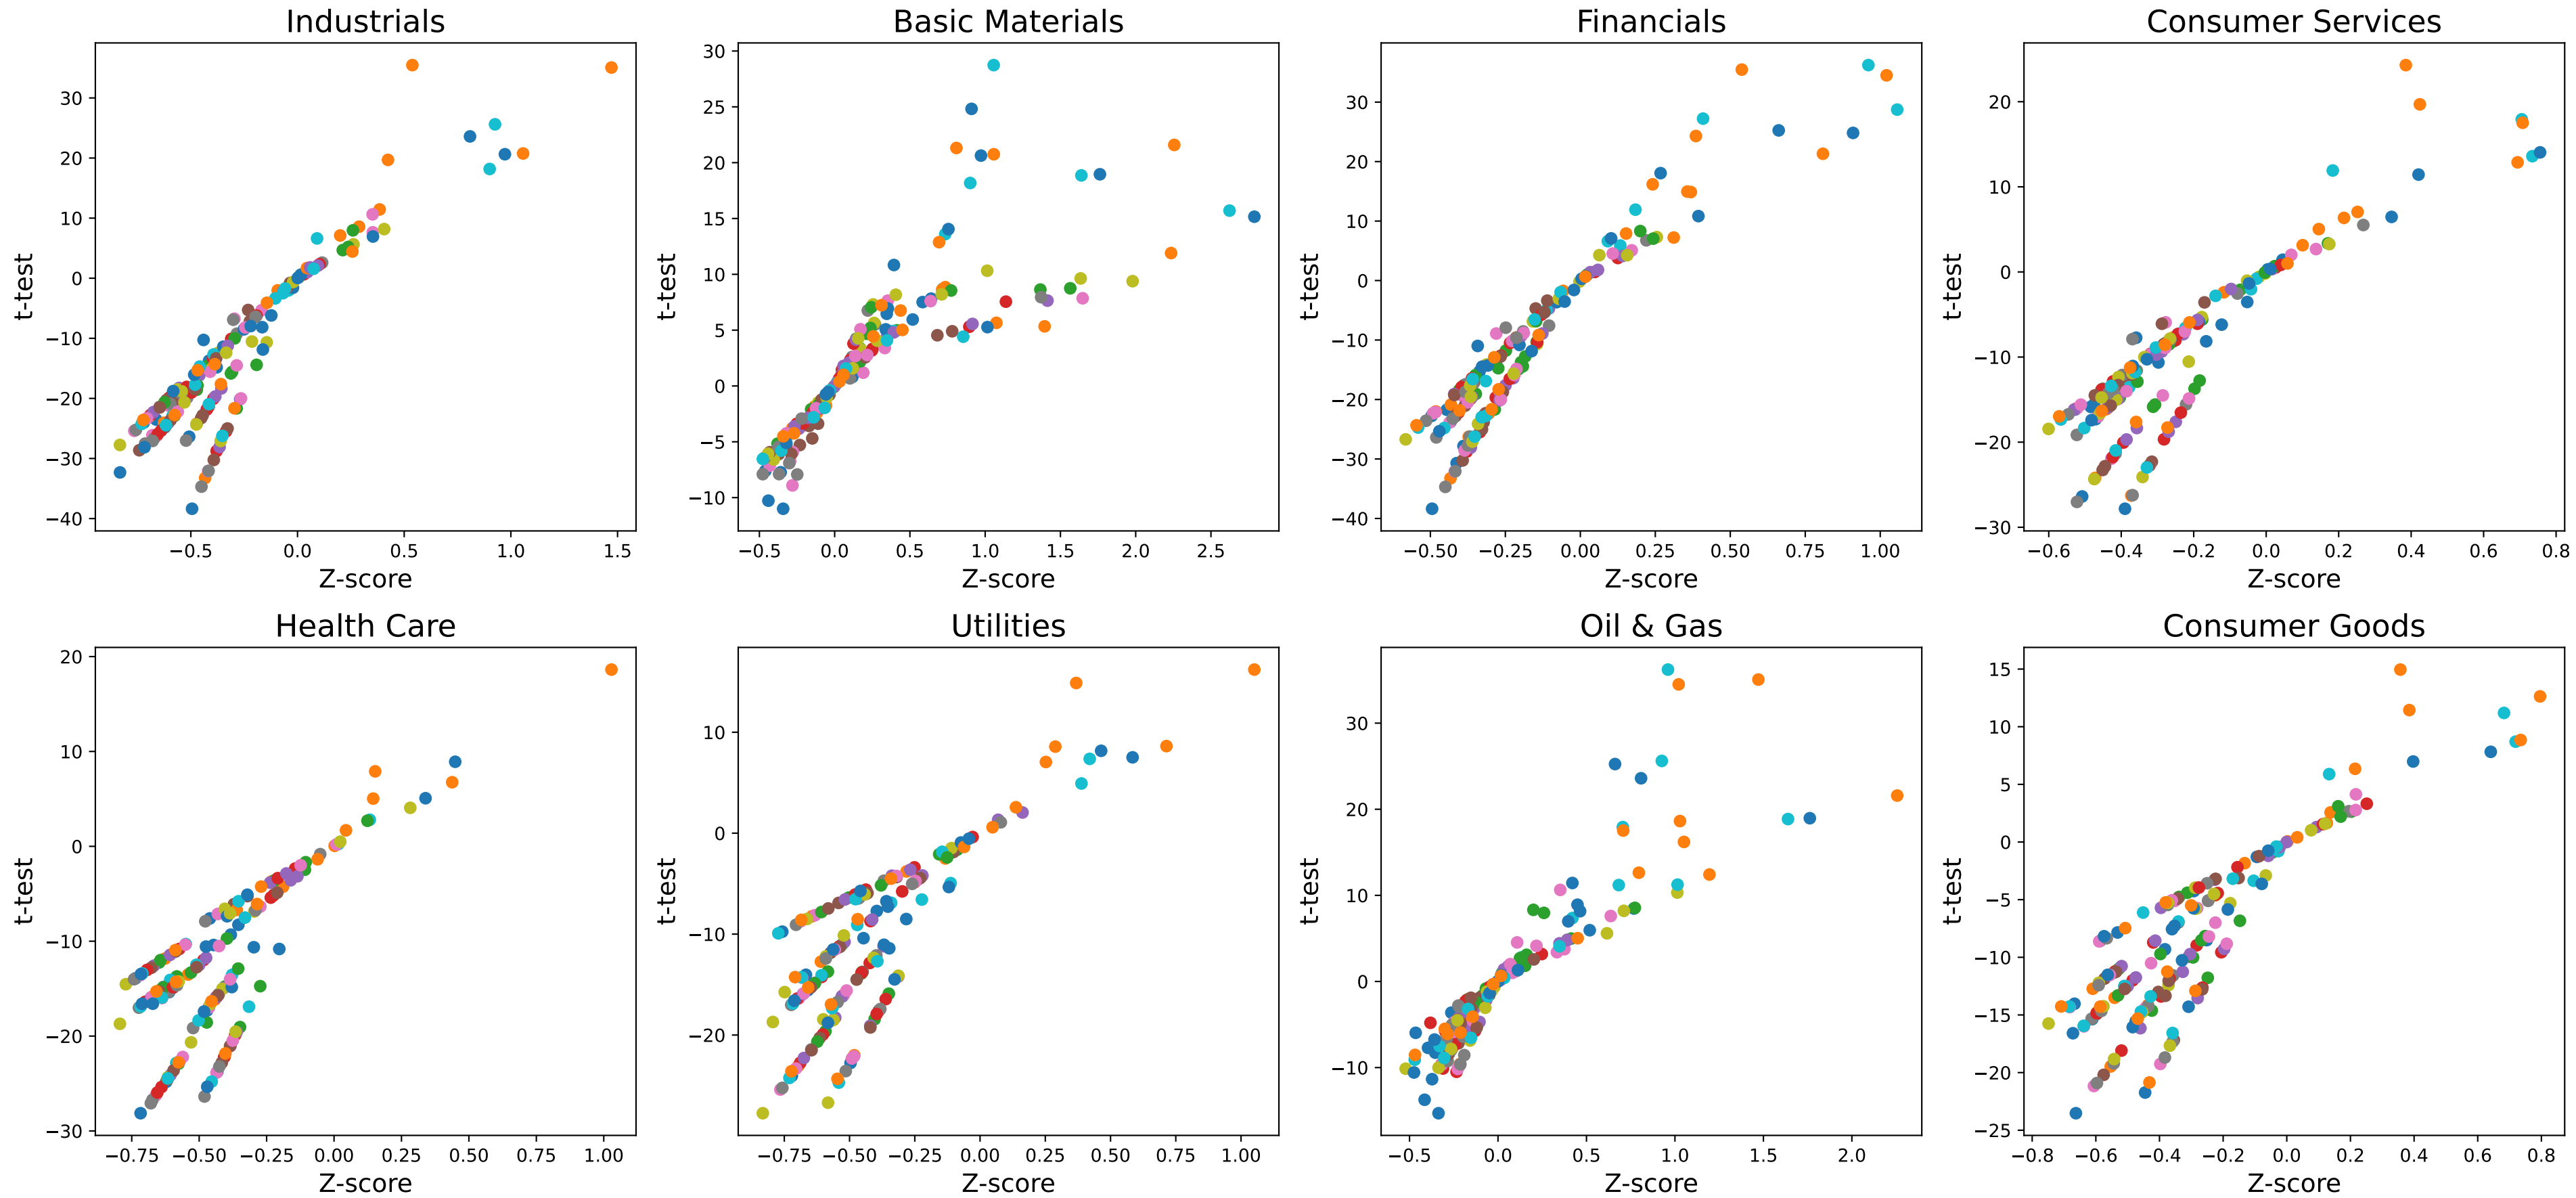 Industrials
30
20
10
0
−10
−20
−30
−40
t-test
−0.5 0.0 0.5 1.0 1.5
Z-score
Basic Materials
30
25
20
15
10
5
0
−5
−10
t-test
−0.5 0.0 0.5 1.0 1.5 2.0 2.5
Z-score
Financials
30
20
10
0
−10
−20
−30
−40
t-test
−0.50 −0.25 0.00 0.25 0.50 0.75 1.00
Z-score
Consumer Services
20
10
0
−10
−20
−30
t-test
−0.6 −0.4 −0.2 0.0 0.2 0.4 0.6 0.8
Z-score
Health Care
20
10
0
−10
−20
−30
t-test
−0.75 −0.50 −0.25 0.00 0.25 0.50 0.75 1.00
Z-score
Utilities
10
0
−10
−20
t-test
−0.75 −0.50 −0.25 0.00 0.25 0.50 0.75 1.00
Z-score
Oil & Gas
30
20
10
0
−10
t-test
−0.5 0.0 0.5 1.0 1.5 2.0
Z-score
Consumer Goods
15
10
5
0
−5
−10
−15
−20
−25
t-test
−0.8 −0.6 −0.4 −0.2 0.0 0.2 0.4 0.6 0.8
Z-score